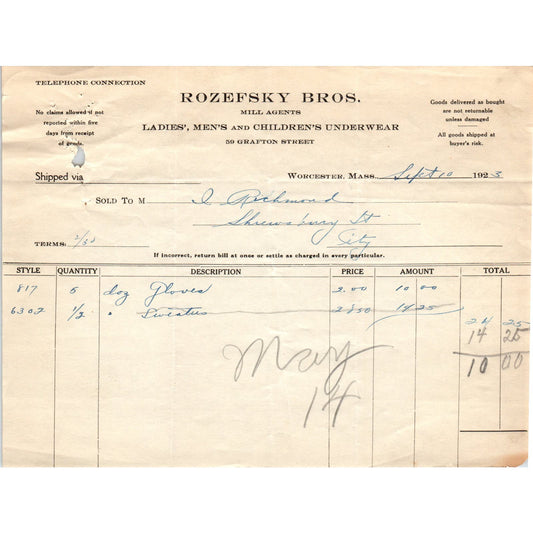 TELEPHONE CONNECTION
ROZEFSKY BROS.
MILL AGENTS
LADIES', MEN'S AND CHILDREN'S UNDERWEAR
59 GRAFTON STREET
No claims allowed if not
reported within five
days from receipt
of goods.
Goods delivered as bought
are not returnable
unless damaged
All goods shipped at
buyer's risk.
Shipped via
WORCESTER, MASS. Sept 10 1923
SOLD TO M I Richmond
Shrewsbury St
City
TERMS: 2/30
If incorrect, return bill at once or settle as charged in every particular.
STYLE QUANTITY DESCRIPTION PRICE AMOUNT TOTAL
817 5 doz Gloves 2.00 10 00
6302 1/2 " Sweaters 28.50 14 25
24 25
14 25
10 00
May
14